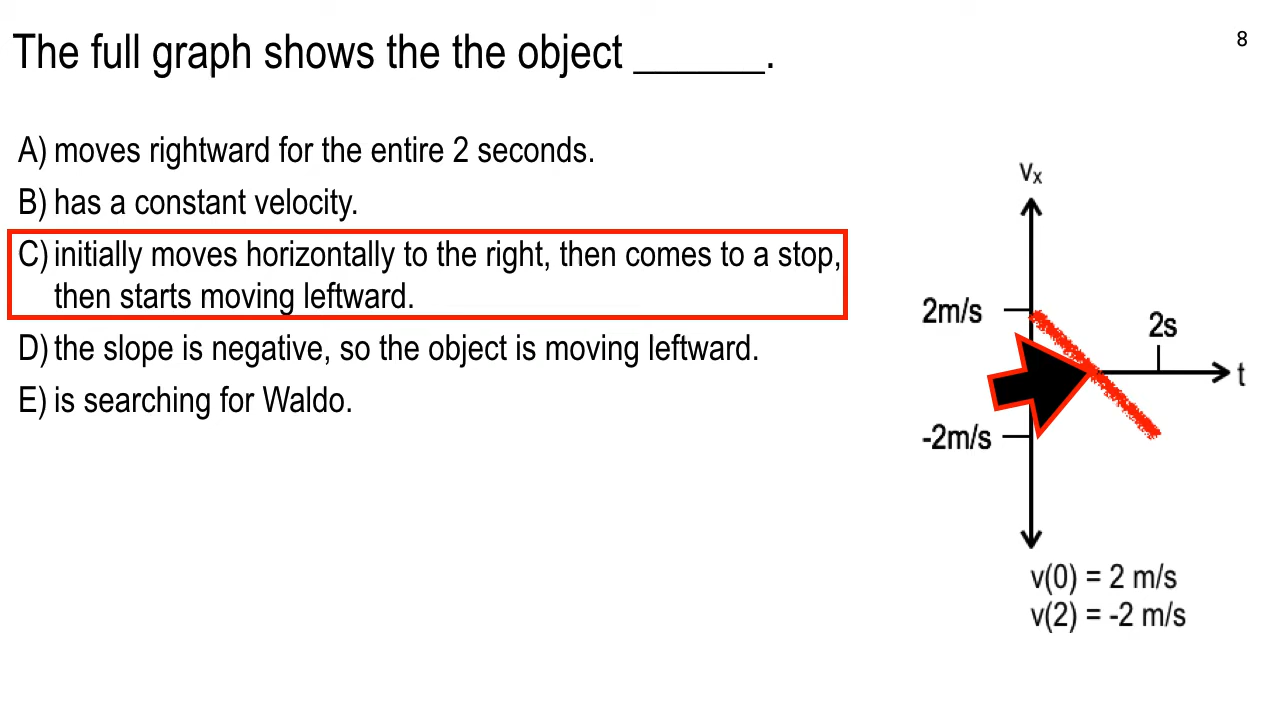 The full graph shows the the object ______.
8
A) moves rightward for the entire 2 seconds.
B) has a constant velocity.
C) initially moves horizontally to the right, then comes to a stop,
then starts moving leftward.
D) the slope is negative, so the object is moving leftward.
E) is searching for Waldo.
vₓ
2m/s
2s
t
-2m/s
v(0) = 2 m/s
v(2) = -2 m/s